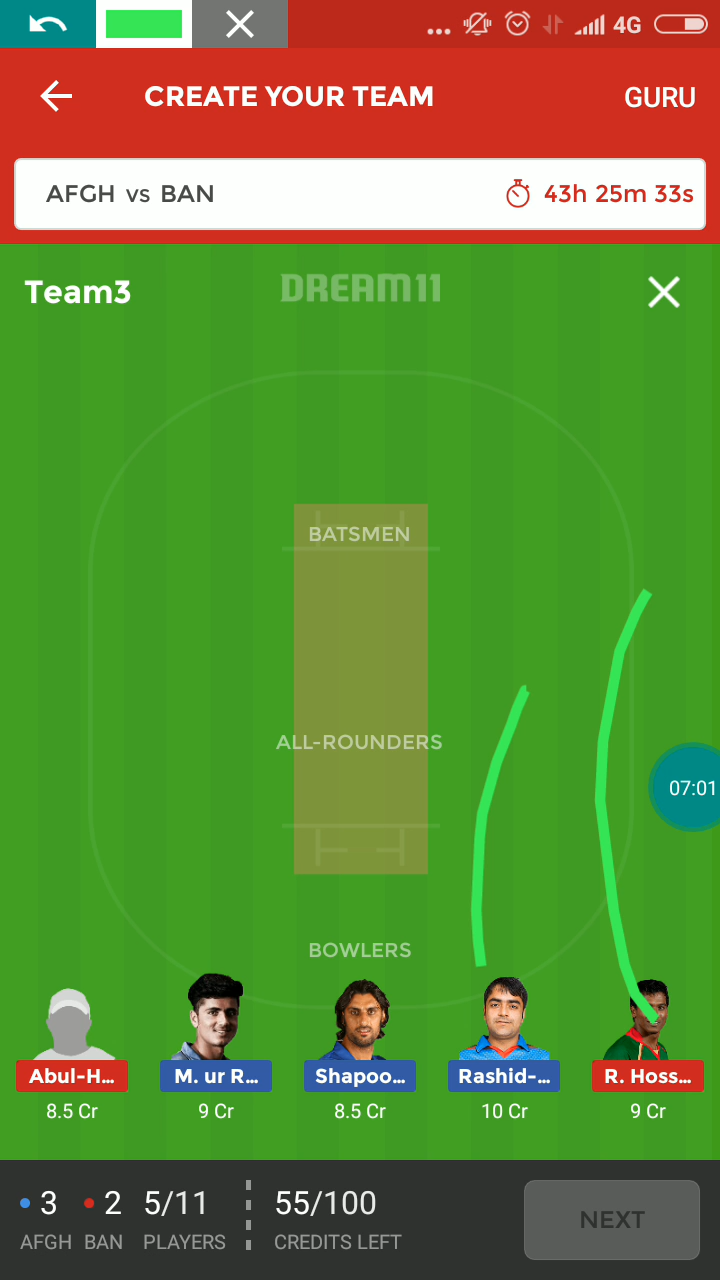 ... 4G
CREATE YOUR TEAM GURU
AFGH vs BAN 43h 25m 33s
Team3 DREAM11
BATSMEN
ALL-ROUNDERS
07:01
BOWLERS
Abul-H... M. ur R... Shapoo... Rashid-... R. Hoss...
8.5 Cr 9 Cr 8.5 Cr 10 Cr 9 Cr
3 2 5/11 55/100 NEXT
AFGH BAN PLAYERS CREDITS LEFT